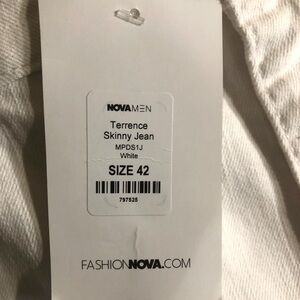 NOVAMEN
Terrence
Skinny Jean
MPDS1J
White
SIZE 42
797525
FASHIONNOVA.COM